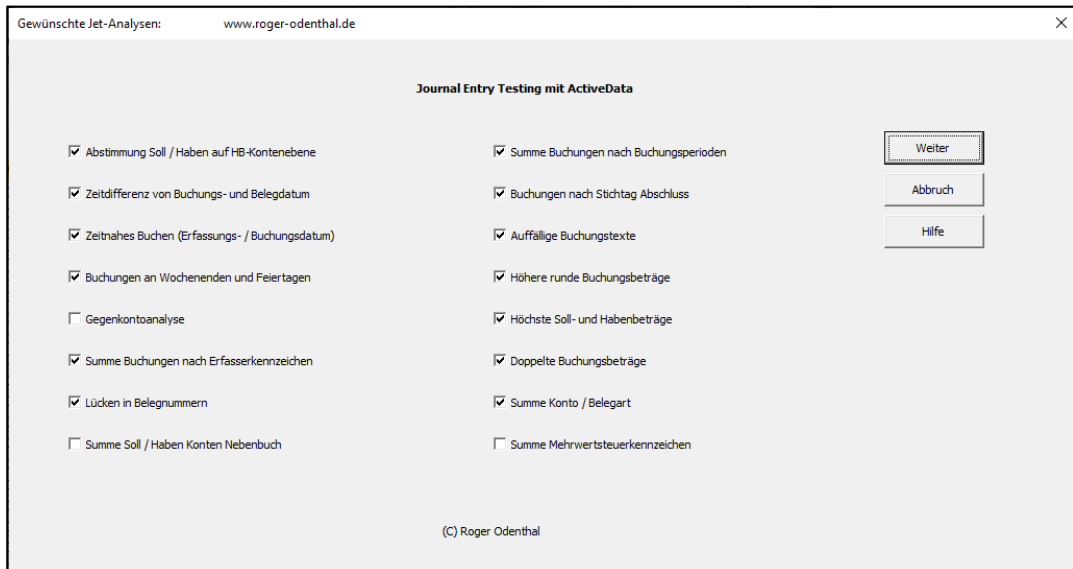 Gewünschte Jet-Analysen: www.roger-odenthal.de
Journal Entry Testing mit ActiveData
Abstimmung Soll / Haben auf HB-Kontenebene
Zeitdifferenz von Buchungs- und Belegdatum
Zeitnahes Buchen (Erfassungs- / Buchungsdatum)
Buchungen an Wochenenden und Feiertagen
Gegenkontoanalyse
Summe Buchungen nach Erfasserkennzeichen
Lücken in Belegnummern
Summe Soll / Haben Konten Nebenbuch
Summe Buchungen nach Buchungsperioden
Buchungen nach Stichtag Abschluss
Auffällige Buchungstexte
Höhere runde Buchungsbeträge
Höchste Soll- und Habenbeträge
Doppelte Buchungsbeträge
Summe Konto / Belegart
Summe Mehrwertsteuerkennzeichen
Weiter
Abbruch
Hilfe
(C) Roger Odenthal